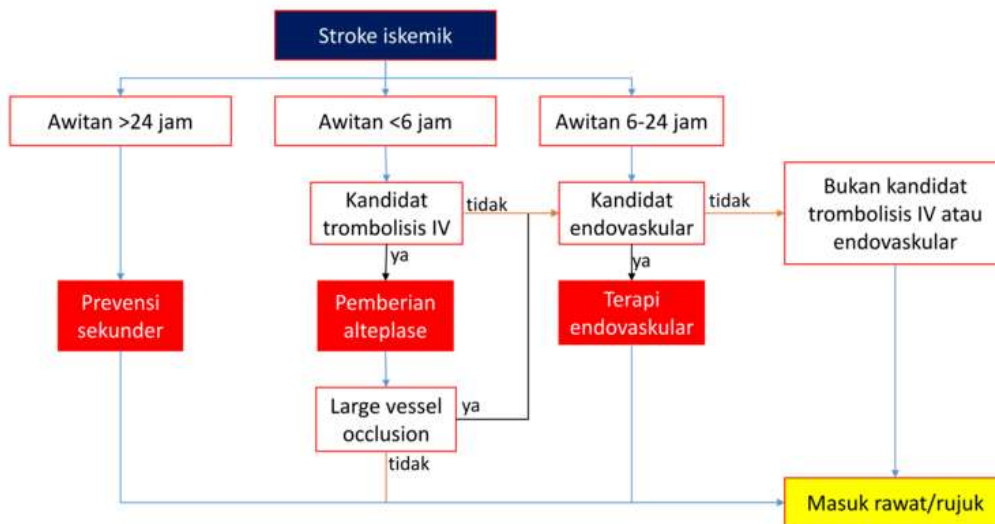 Stroke iskemik
Awitan >24 jam
Awitan <6 jam
Awitan 6-24 jam
Kandidat
trombolisis IV
tidak
Kandidat
endovaskular
tidak
Bukan kandidat
trombolisis IV atau
endovaskular
ya
ya
Prevensi
sekunder
Pemberian
alteplase
Terapi
endovaskular
Large vessel
occlusion
ya
tidak
Masuk rawat/rujuk